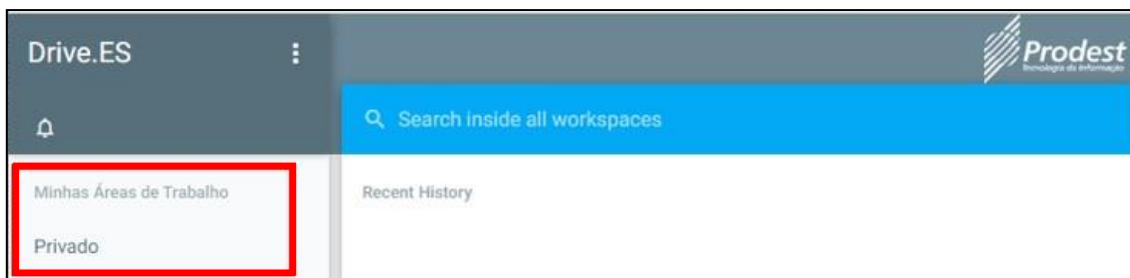 Drive.ES
Prodest
Tecnologia da Informação
Search inside all workspaces
Minhas Áreas de Trabalho
Recent History
Privado